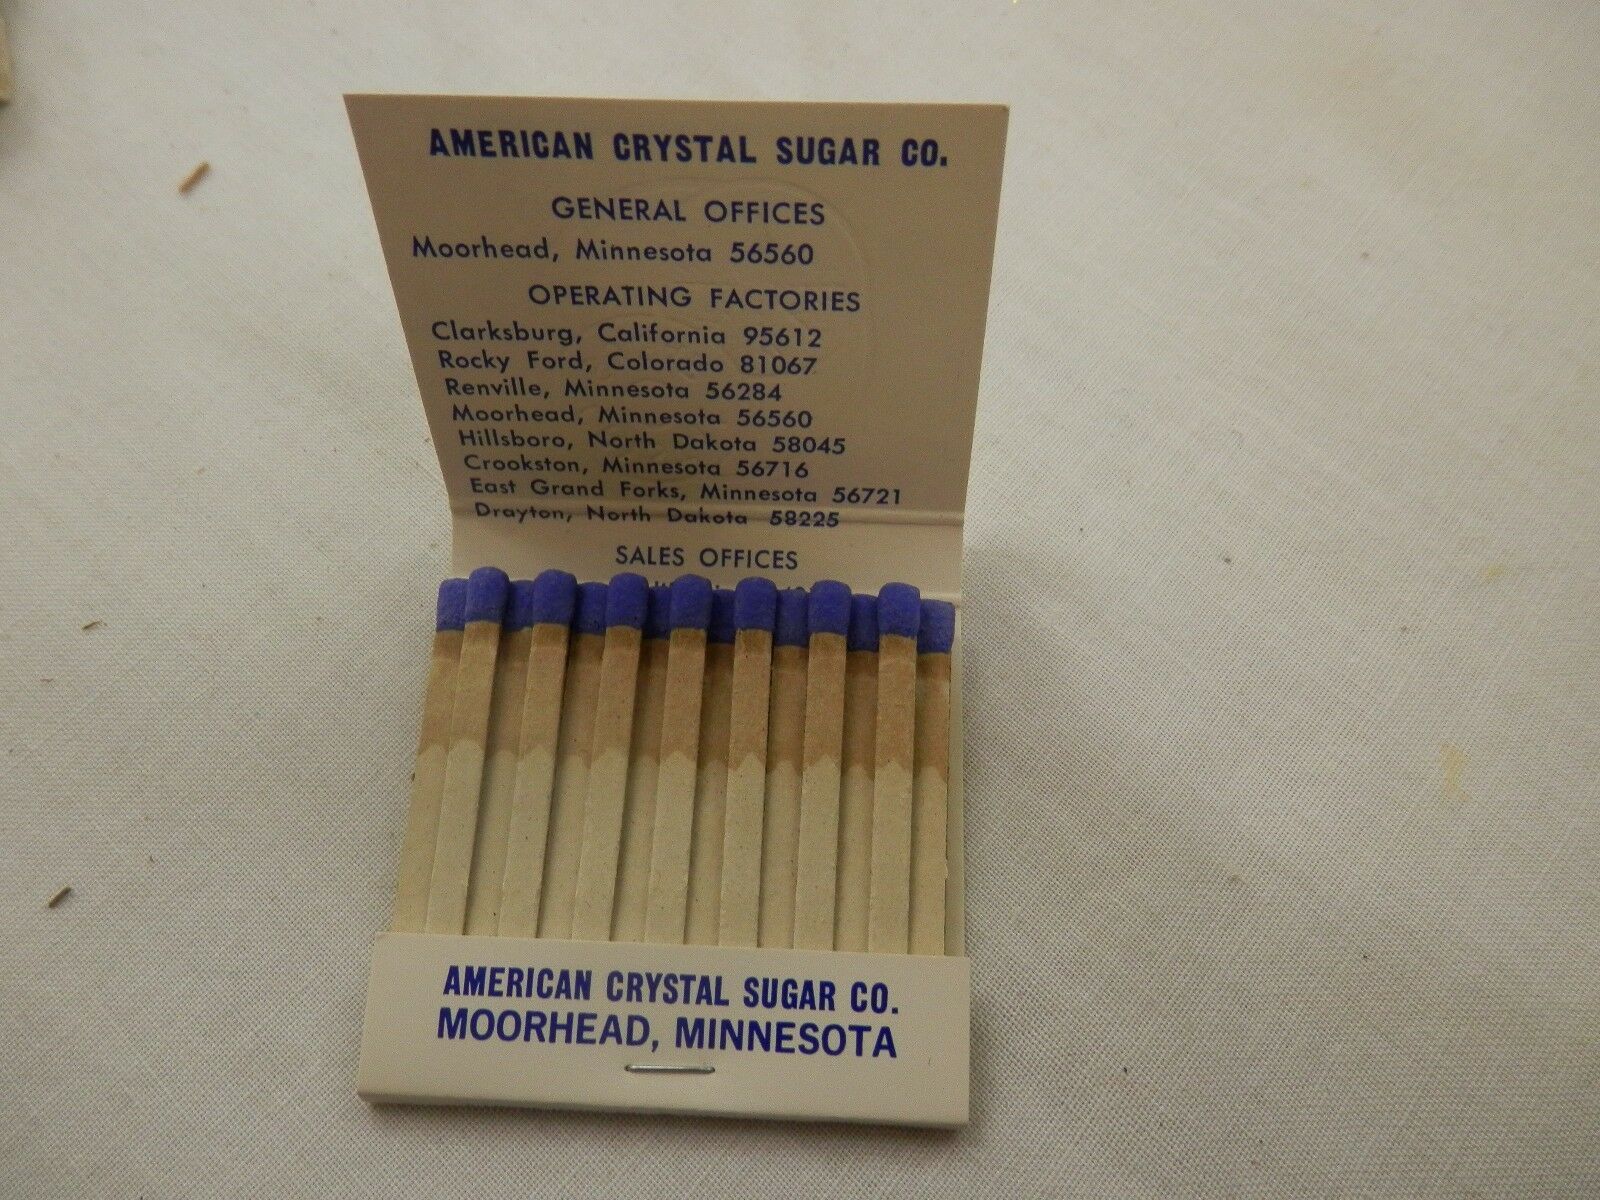 AMERICAN CRYSTAL SUGAR CO.
GENERAL OFFICES
Moorhead, Minnesota 56560
OPERATING FACTORIES
Clarksburg, California 95612
Rocky Ford, Colorado 81067
Renville, Minnesota 56284
Moorhead, Minnesota 56560
Hillsboro, North Dakota 58045
Crookston, Minnesota 56716
East Grand Forks, Minnesota 56721
Drayton, North Dakota 58225
SALES OFFICES
AMERICAN CRYSTAL SUGAR CO.
MOORHEAD, MINNESOTA